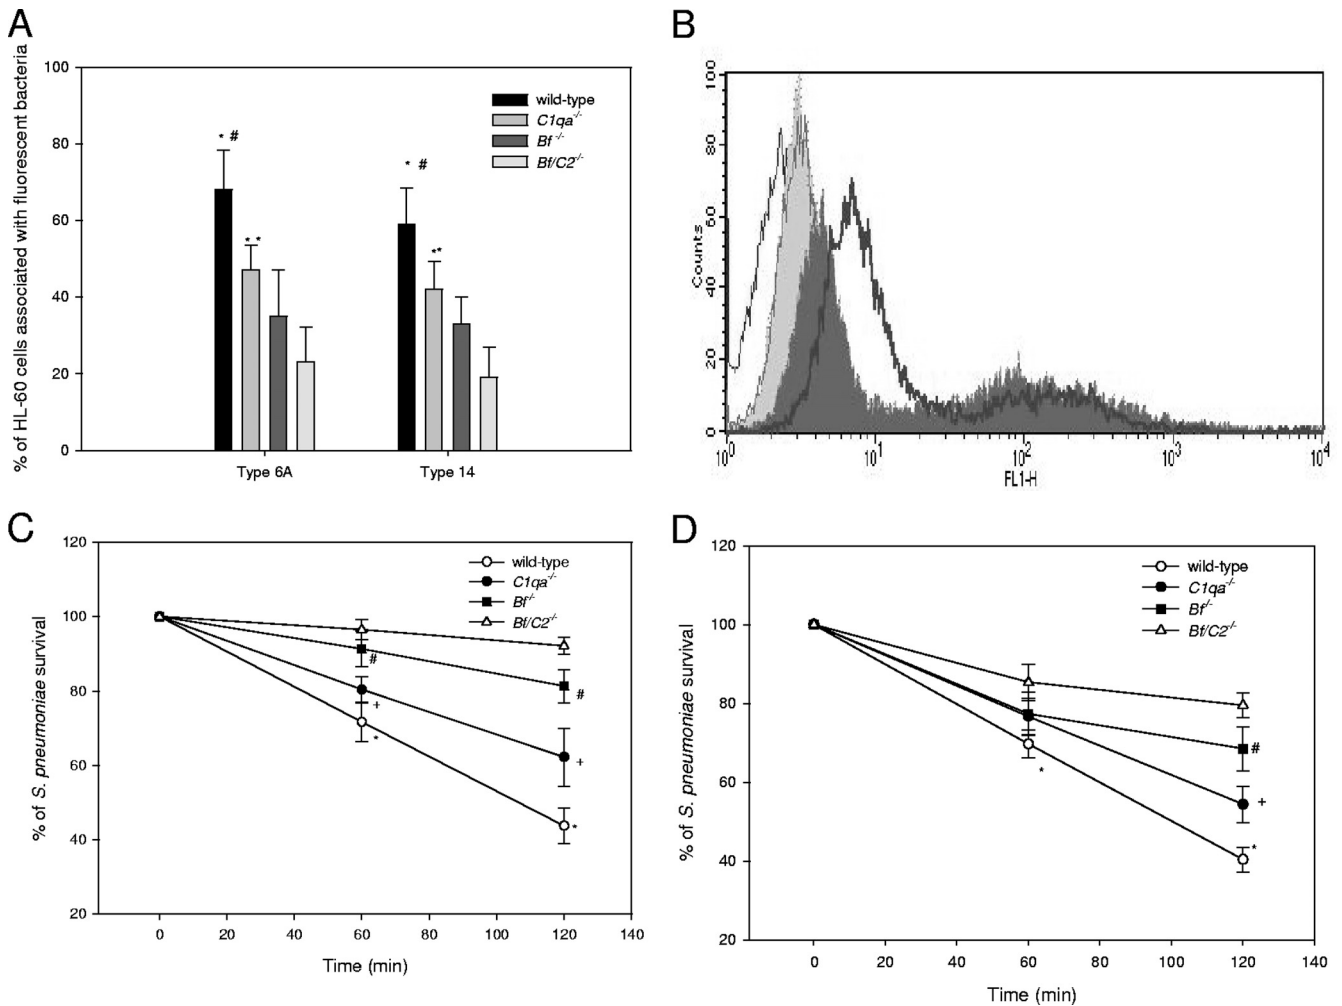 A
% of HL-60 cells associated with fluorescent bacteria
100
80
60
40
20
0
* #
* *
* #
**
wild-type
C1qa-/-
Bf -/-
Bf/C2-/-
Type 6A
Type 14
B
Counts
100
80
60
40
20
0
10^0
10^1
10^2
10^3
10^4
FL1-H
C
% of S. pneumoniae survival
120
100
80
60
40
20
wild-type
C1qa-/-
Bf-/-
Bf/C2-/-
#
+
*
#
+
*
0 20 40 60 80 100 120 140
Time (min)
D
% of S. pneumoniae survival
120
100
80
60
40
20
wild-type
C1qa-/-
Bf-/-
Bf/C2-/-
*
#
+
*
0 20 40 60 80 100 120 140
Time (min)